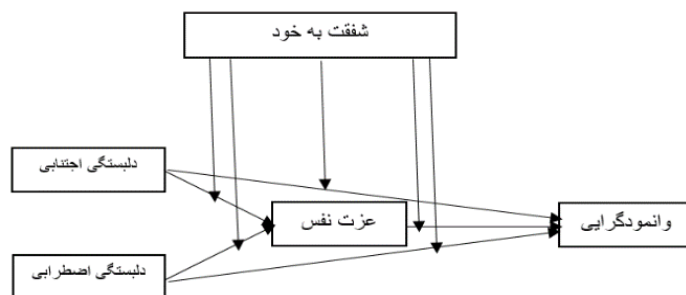 شفقت به خود
دلبستگی اجتنابی
عزت نفس
وانمودگرایی
دلبستگی اضطرابی